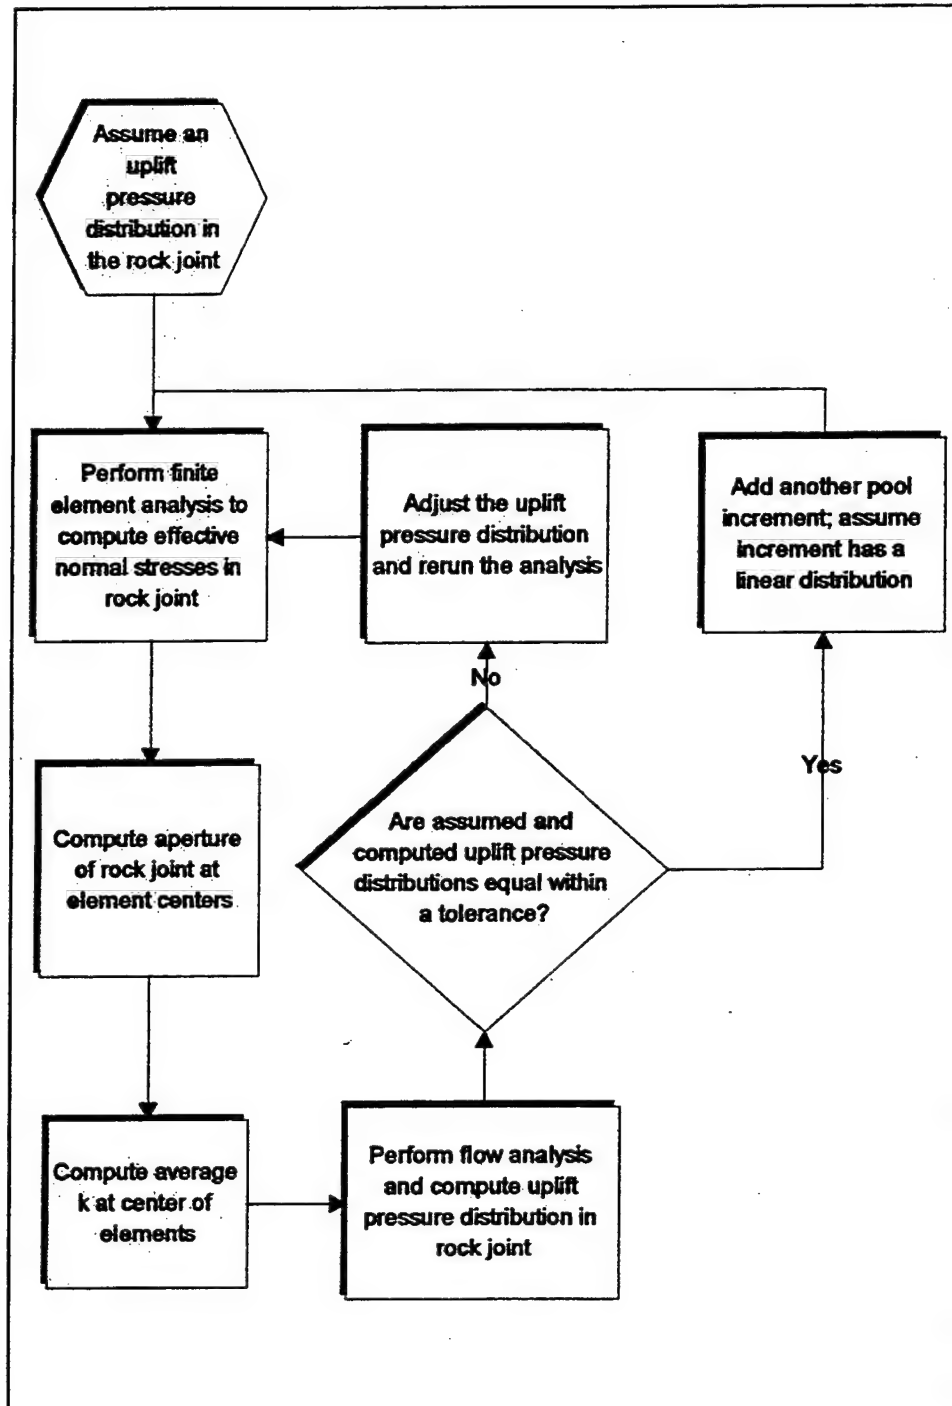 Assume an
uplift
pressure
distribution in
the rock joint
Perform finite
element analysis to
compute effective
normal stresses in
rock joint
Adjust the uplift
pressure distribution
and rerun the analysis
Add another pool
increment; assume
increment has a
linear distribution
No
Yes
Compute aperture
of rock joint at
element centers
Are assumed and
computed uplift pressure
distributions equal within
a tolerance?
Compute average
k at center of
elements
Perform flow analysis
and compute uplift
pressure distribution in
rock joint